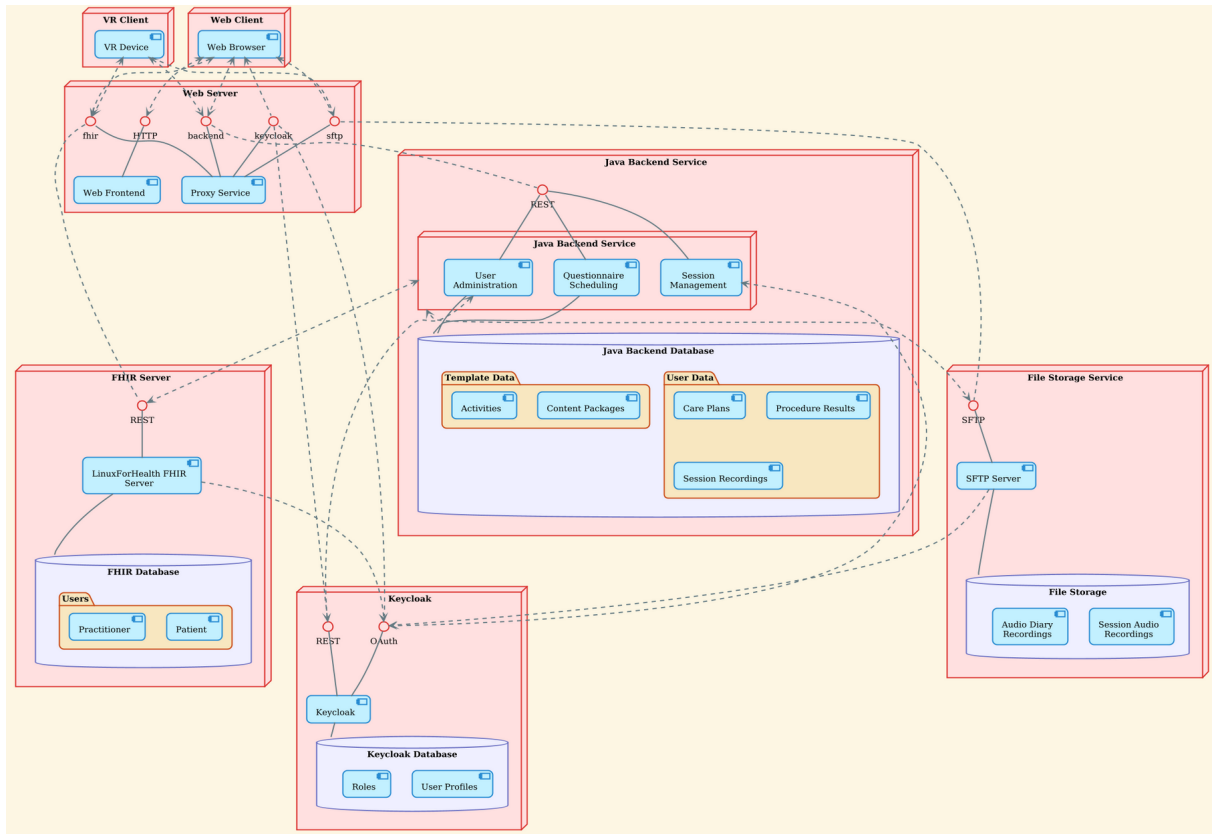 VR Client
Web Client
VR Device
Web Browser
Web Server
fhir
HTTP
backend
keycloak
sftp
Web Frontend
Proxy Service
Java Backend Service
REST
Java Backend Service
User
Administration
Questionnaire
Scheduling
Session
Management
Java Backend Database
Template Data
Activities
Content Packages
User Data
Care Plans
Procedure Results
Session Recordings
FHIR Server
REST
LinuxForHealth FHIR
Server
FHIR Database
Users
Practitioner
Patient
File Storage Service
SFTP
SFTP Server
File Storage
Audio Diary
Recordings
Session Audio
Recordings
Keycloak
REST
OAuth
Keycloak
Keycloak Database
Roles
User Profiles